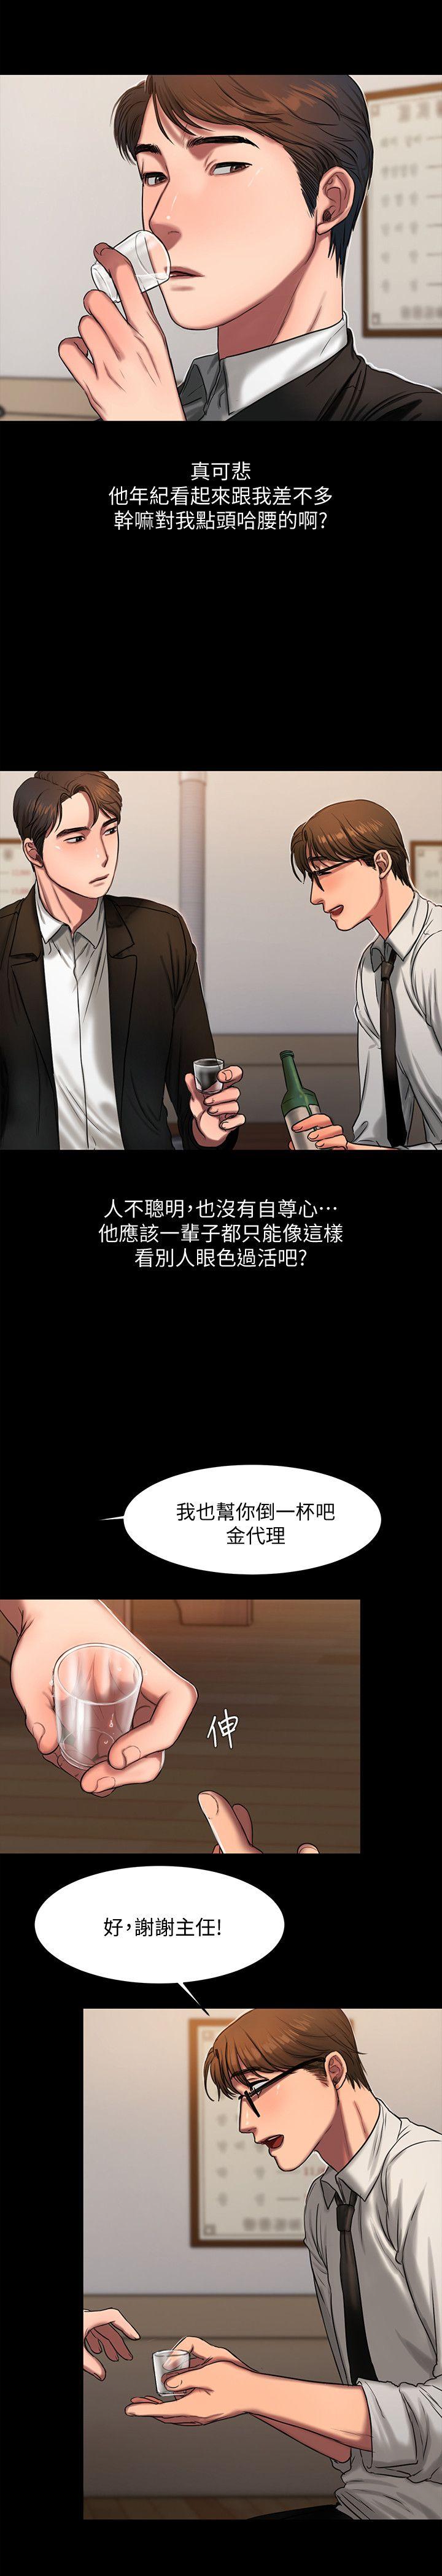 真可悲
他年紀看起來跟我差不多
幹嘛對我點頭哈腰的啊?
人不聰明,也沒有自尊心…
他應該一輩子都只能像這樣
看別人眼色過活吧?
我也幫你倒一杯吧
金代理
伸
好,謝謝主任!